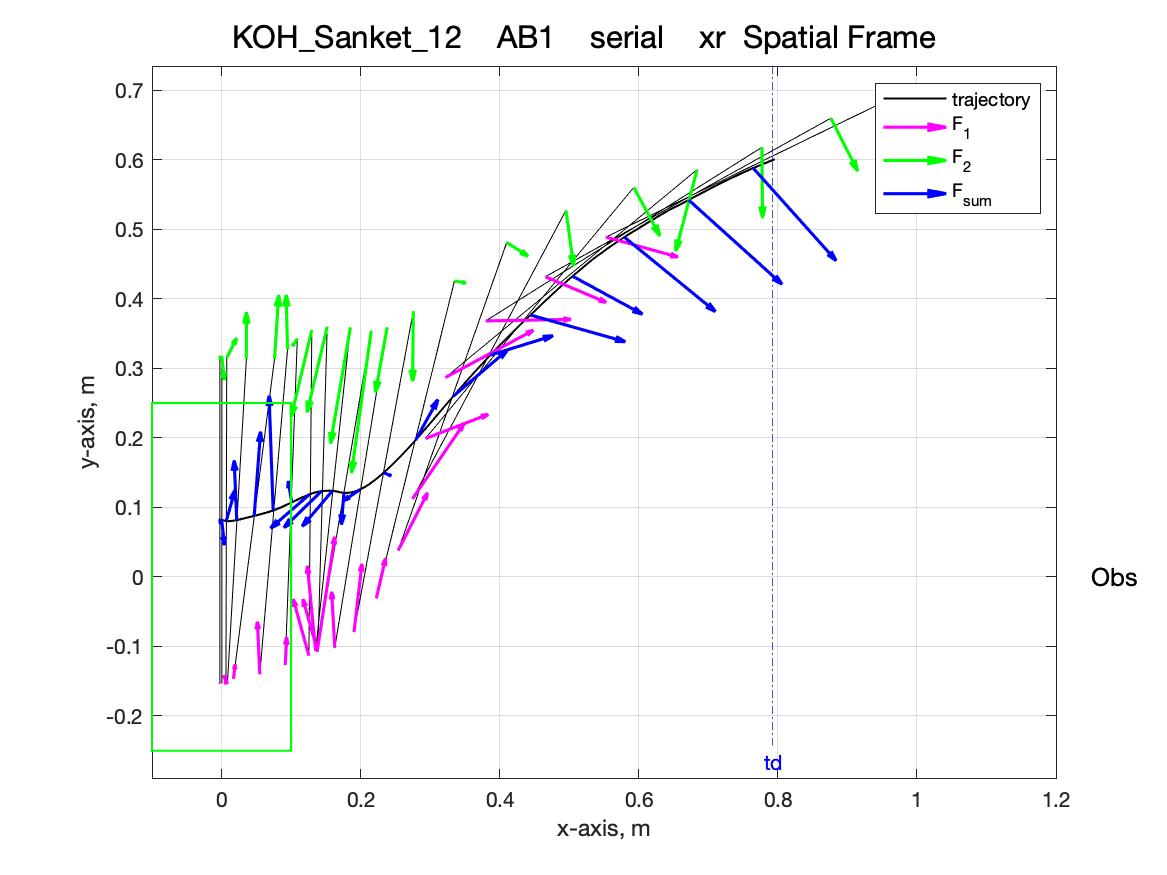 KOH_Sanket_12 AB1 serial xr Spatial Frame
0.7
0.6
0.5
0.4
0.3
0.2
0.1
0
-0.1
-0.2
y-axis, m
trajectory
F1
F2
Fsum
td
Obs
0 0.2 0.4 0.6 0.8 1 1.2
x-axis, m